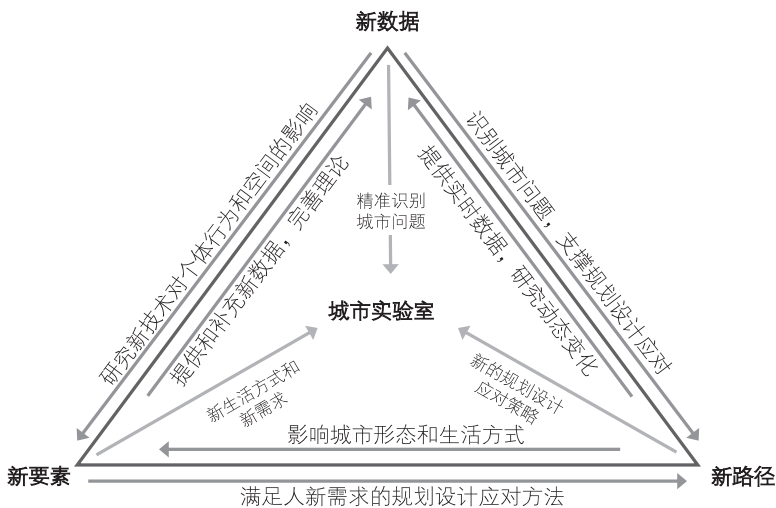 新数据
研究新技术对个体行为和空间的影响
提供和补充新数据，完善理论
精准识别
城市问题
识别城市问题，支撑规划设计应对
提供实时数据，研究动态变化
城市实验室
新生活方式和
新需求
新的规划设计
应对策略
影响城市形态和生活方式
新要素
新路径
满足人新需求的规划设计应对方法